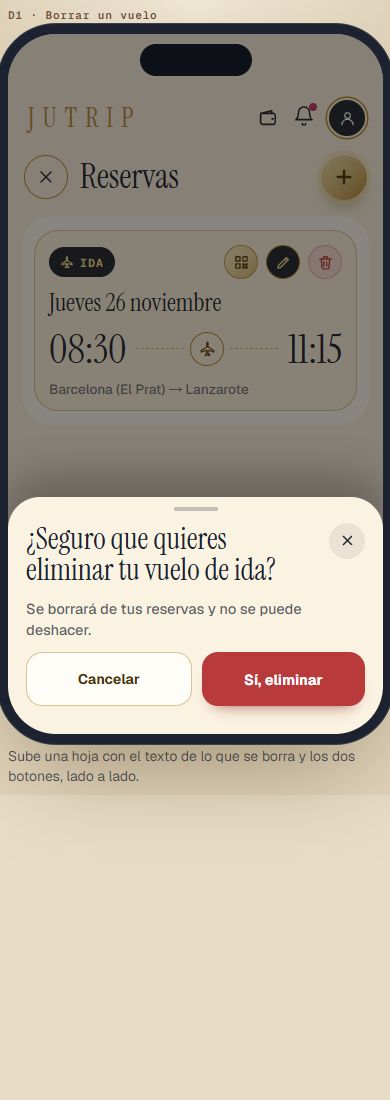 D1 · Borrar un vuelo
JUTRIP
Reservas
IDA
Jueves 26 noviembre
08:30
11:15
Barcelona (El Prat) → Lanzarote
¿Seguro que quieres
eliminar tu vuelo de ida?
Se borrará de tus reservas y no se puede
deshacer.
Cancelar
Sí, eliminar
Sube una hoja con el texto de lo que se borra y los dos
botones, lado a lado.